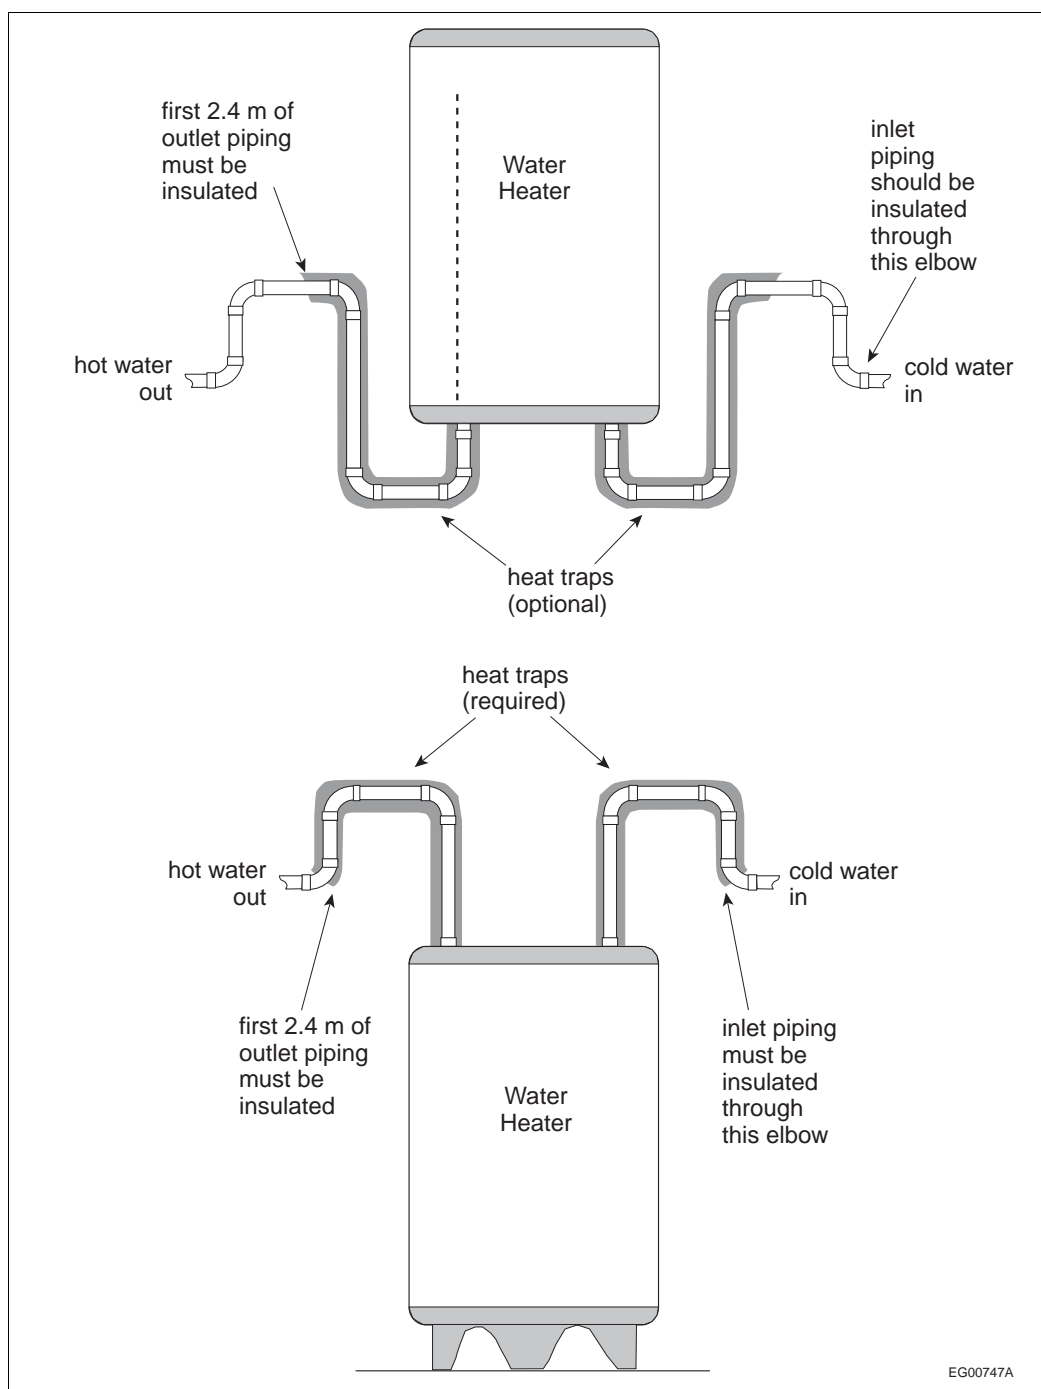 first 2.4 m of
outlet piping
must be
insulated
Water
Heater
inlet
piping
should be
insulated
through
this elbow
hot water
out
cold water
in
heat traps
(optional)
heat traps
(required)
hot water
out
cold water
in
first 2.4 m of
outlet piping
must be
insulated
Water
Heater
inlet piping
must be
insulated
through
this elbow
EG00747A